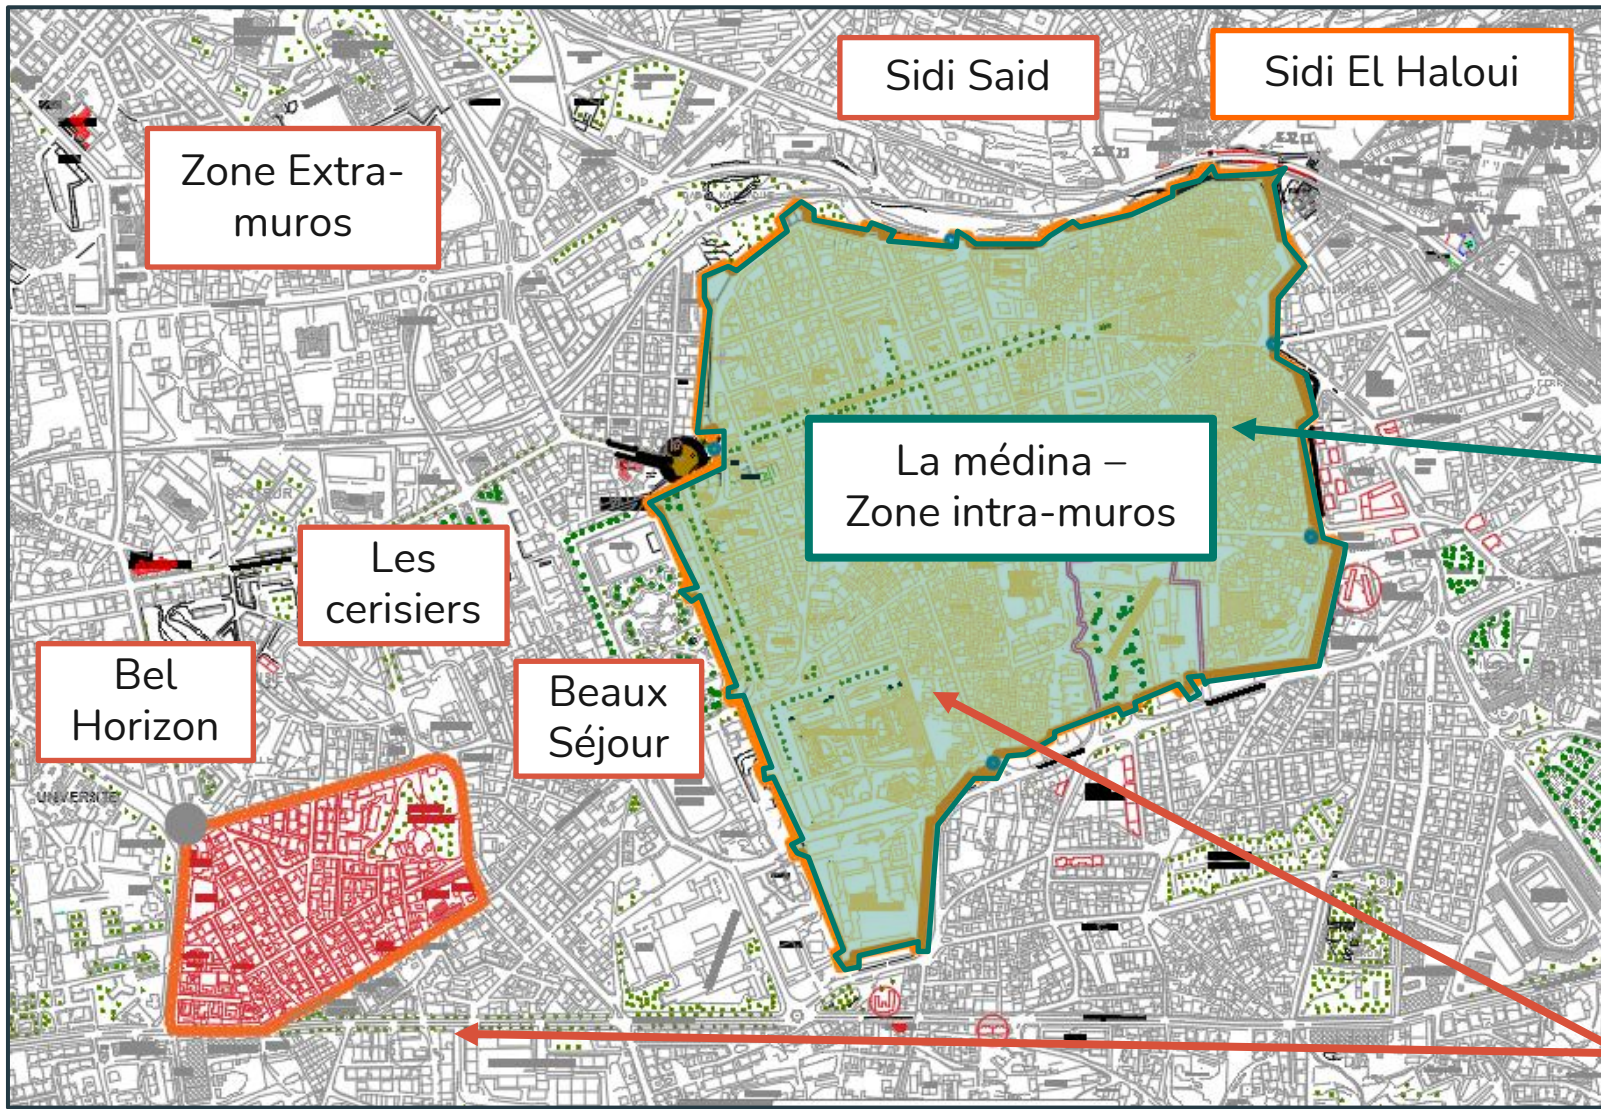 Sidi Said
Sidi El Haloui
Zone Extra-
muros
La médina –
Zone intra-muros
Les
cerisiers
Bel
Horizon
Beaux
Séjour
UNIVERSITE